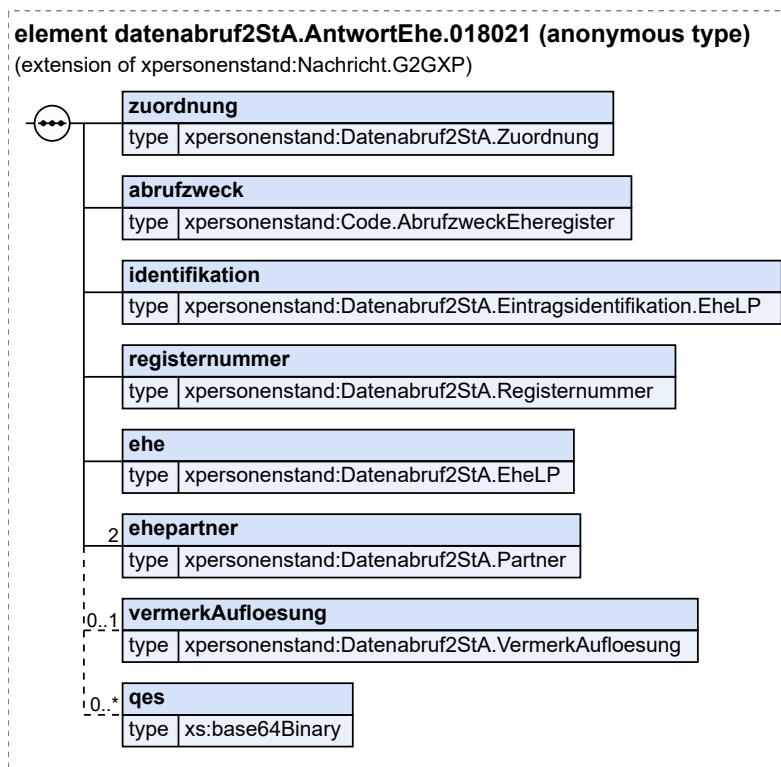 element datenabruf2StA.AntwortEhe.018021 (anonymous type)
(extension of xpersonenstand:Nachricht.G2GXP)
zuordnung
type xpersonenstand:Datenabruf2StA.Zuordnung
abrufzweck
type xpersonenstand:Code.AbrufzweckEheregister
identifikation
type xpersonenstand:Datenabruf2StA.Eintragsidentifikation.EheLP
registernummer
type xpersonenstand:Datenabruf2StA.Registernummer
ehe
type xpersonenstand:Datenabruf2StA.EheLP
2 ehepartner
type xpersonenstand:Datenabruf2StA.Partner
0..1 vermerkAufloesung
type xpersonenstand:Datenabruf2StA.VermerkAufloesung
0..* qes
type xs:base64Binary